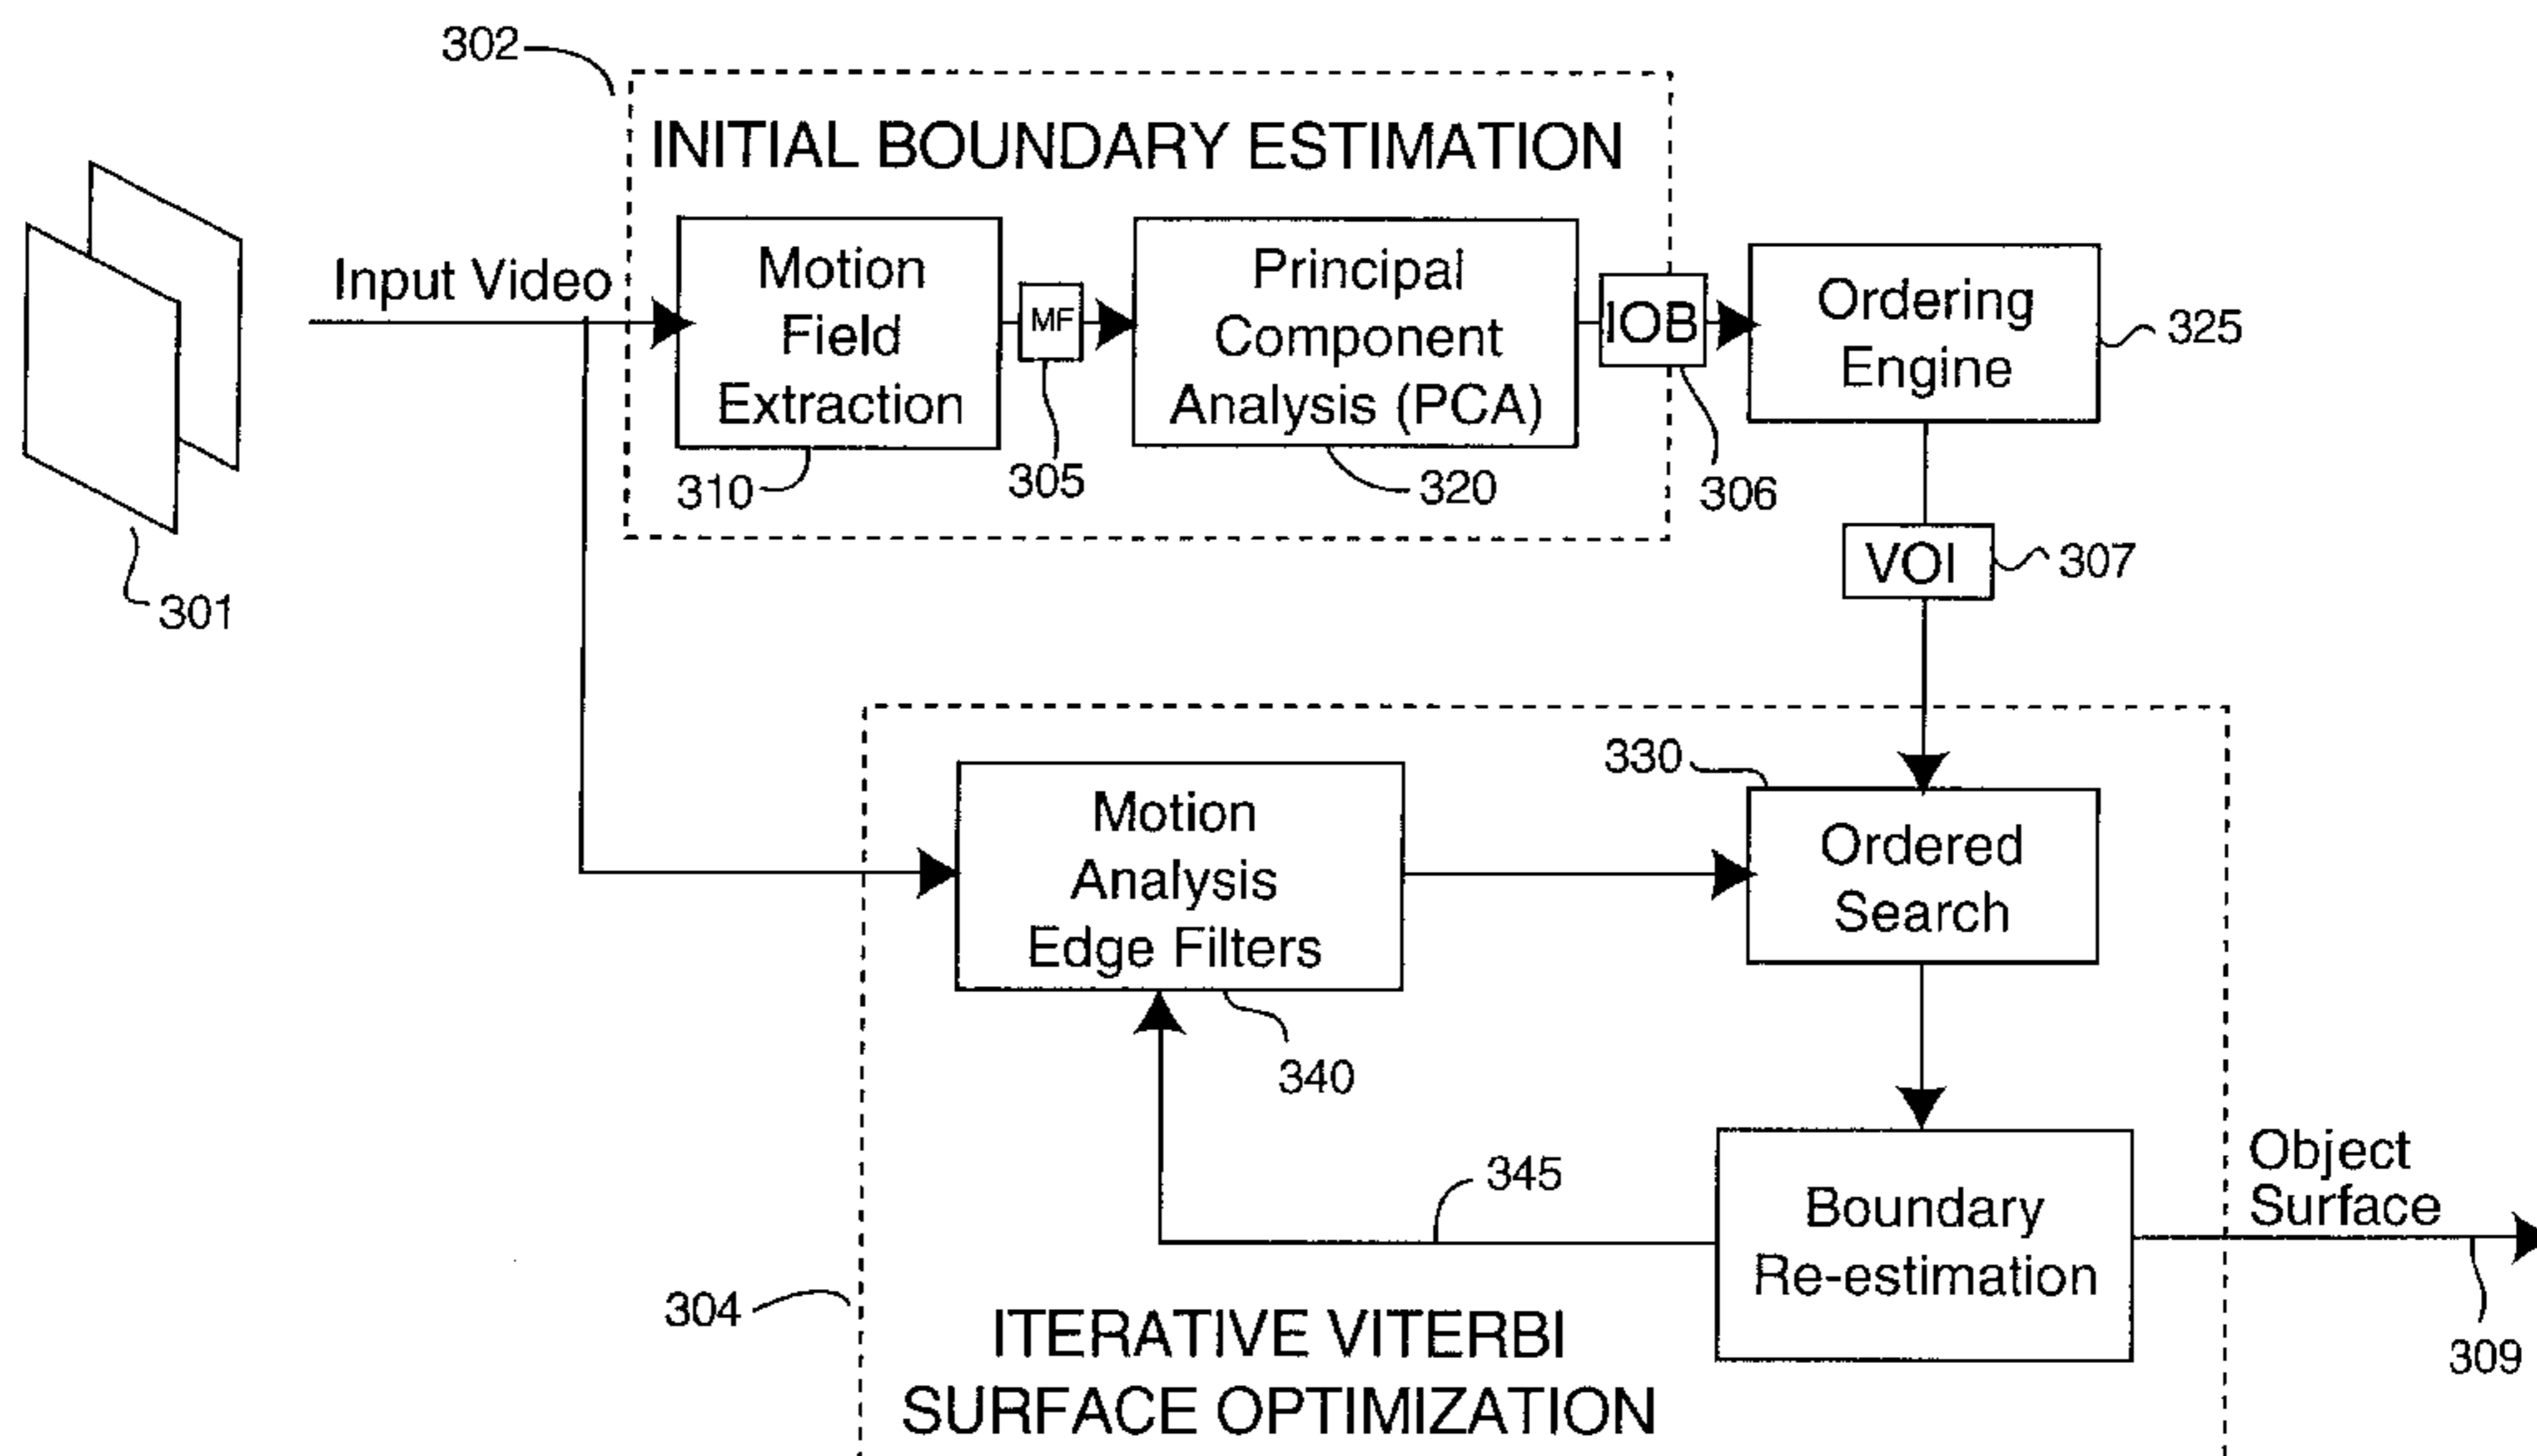 302
INITIAL BOUNDARY ESTIMATION
Input Video
Motion
Field
Extraction
310
MF
305
Principal
Component
Analysis (PCA)
320
IOB
306
Ordering
Engine
325
301
VOI
307
330
Motion
Analysis
Edge Filters
340
Ordered
Search
345
Boundary
Re-estimation
Object
Surface
309
304
ITERATIVE VITERBI
SURFACE OPTIMIZATION